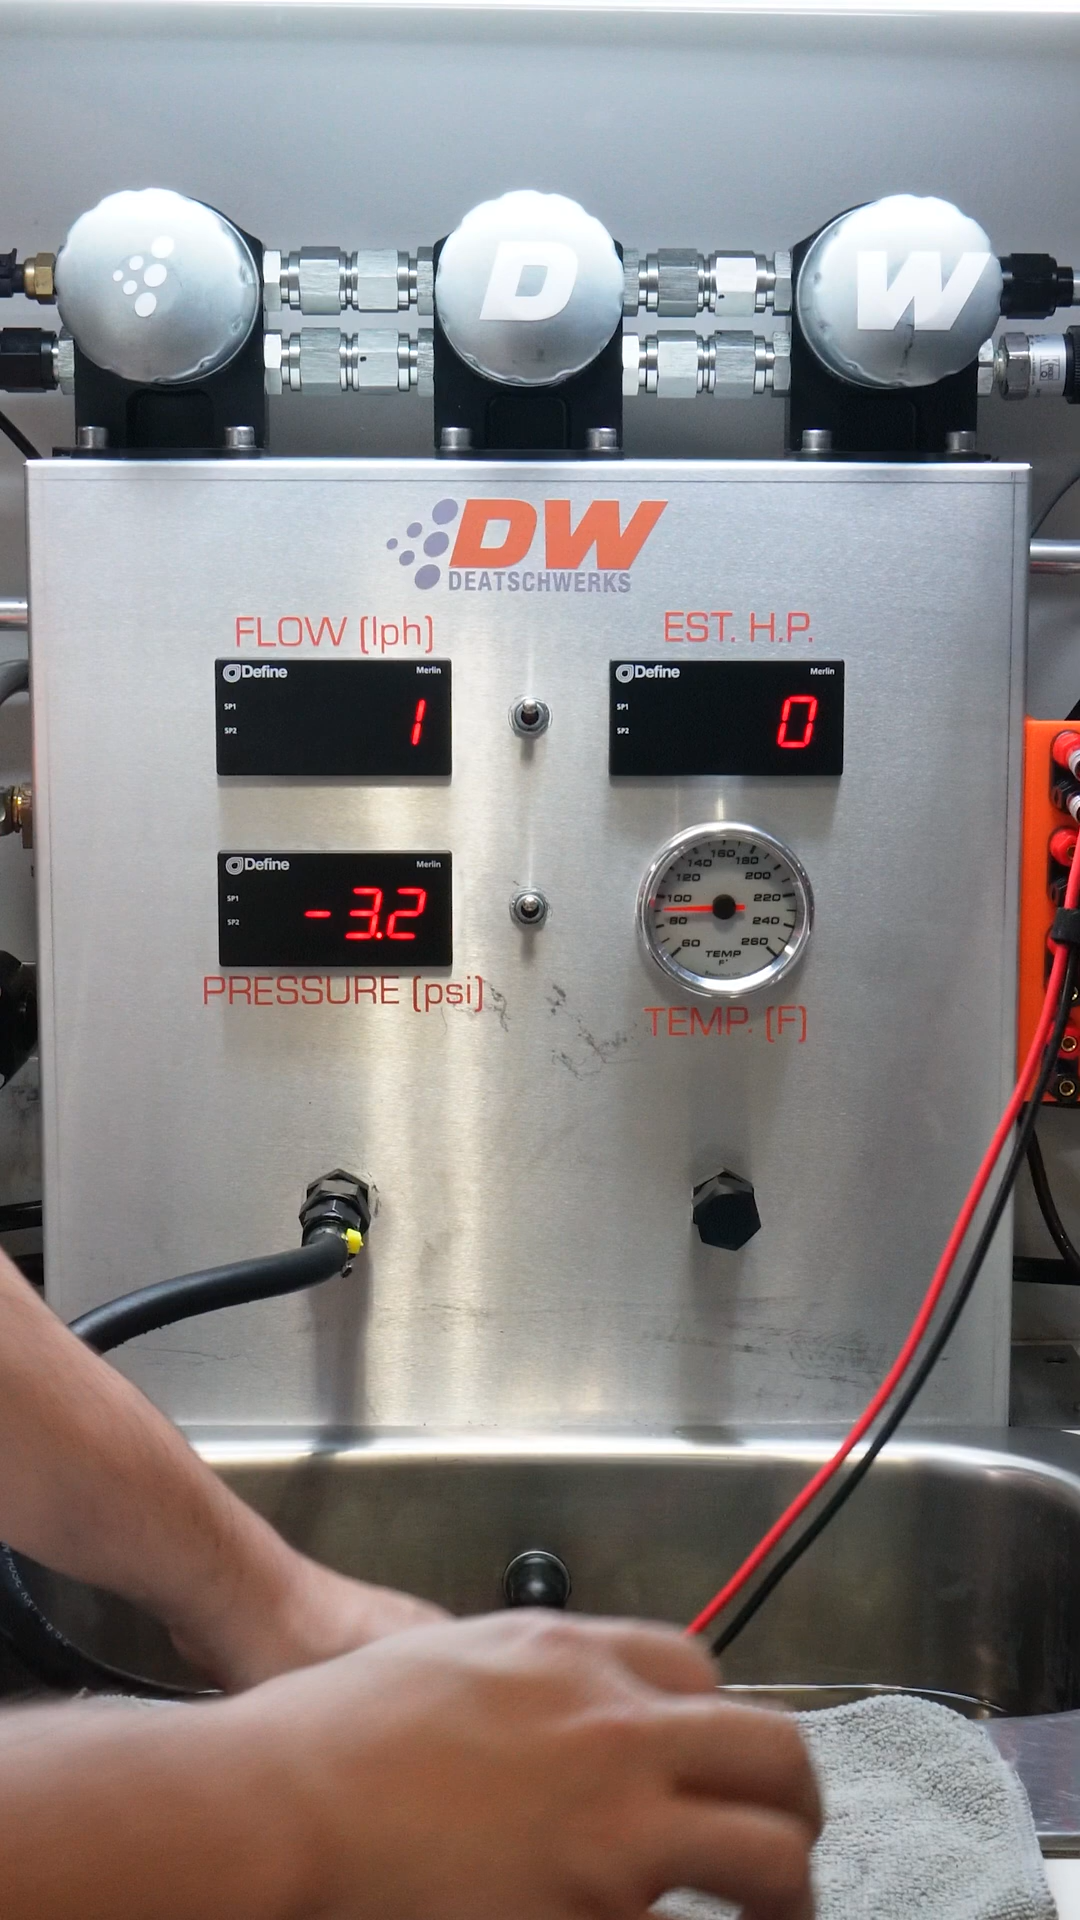 D W
DW
DEATSCHWERKS
FLOW (lph)
EST. H.P.
Define Merlin
SP1
SP2
1
Define Merlin
SP1
SP2
0
Define Merlin
SP1
SP2
-3.2
PRESSURE (psi)
60 80 100 120 140 160 180 200 220 240 260
TEMP
F°
TEMP. (F)